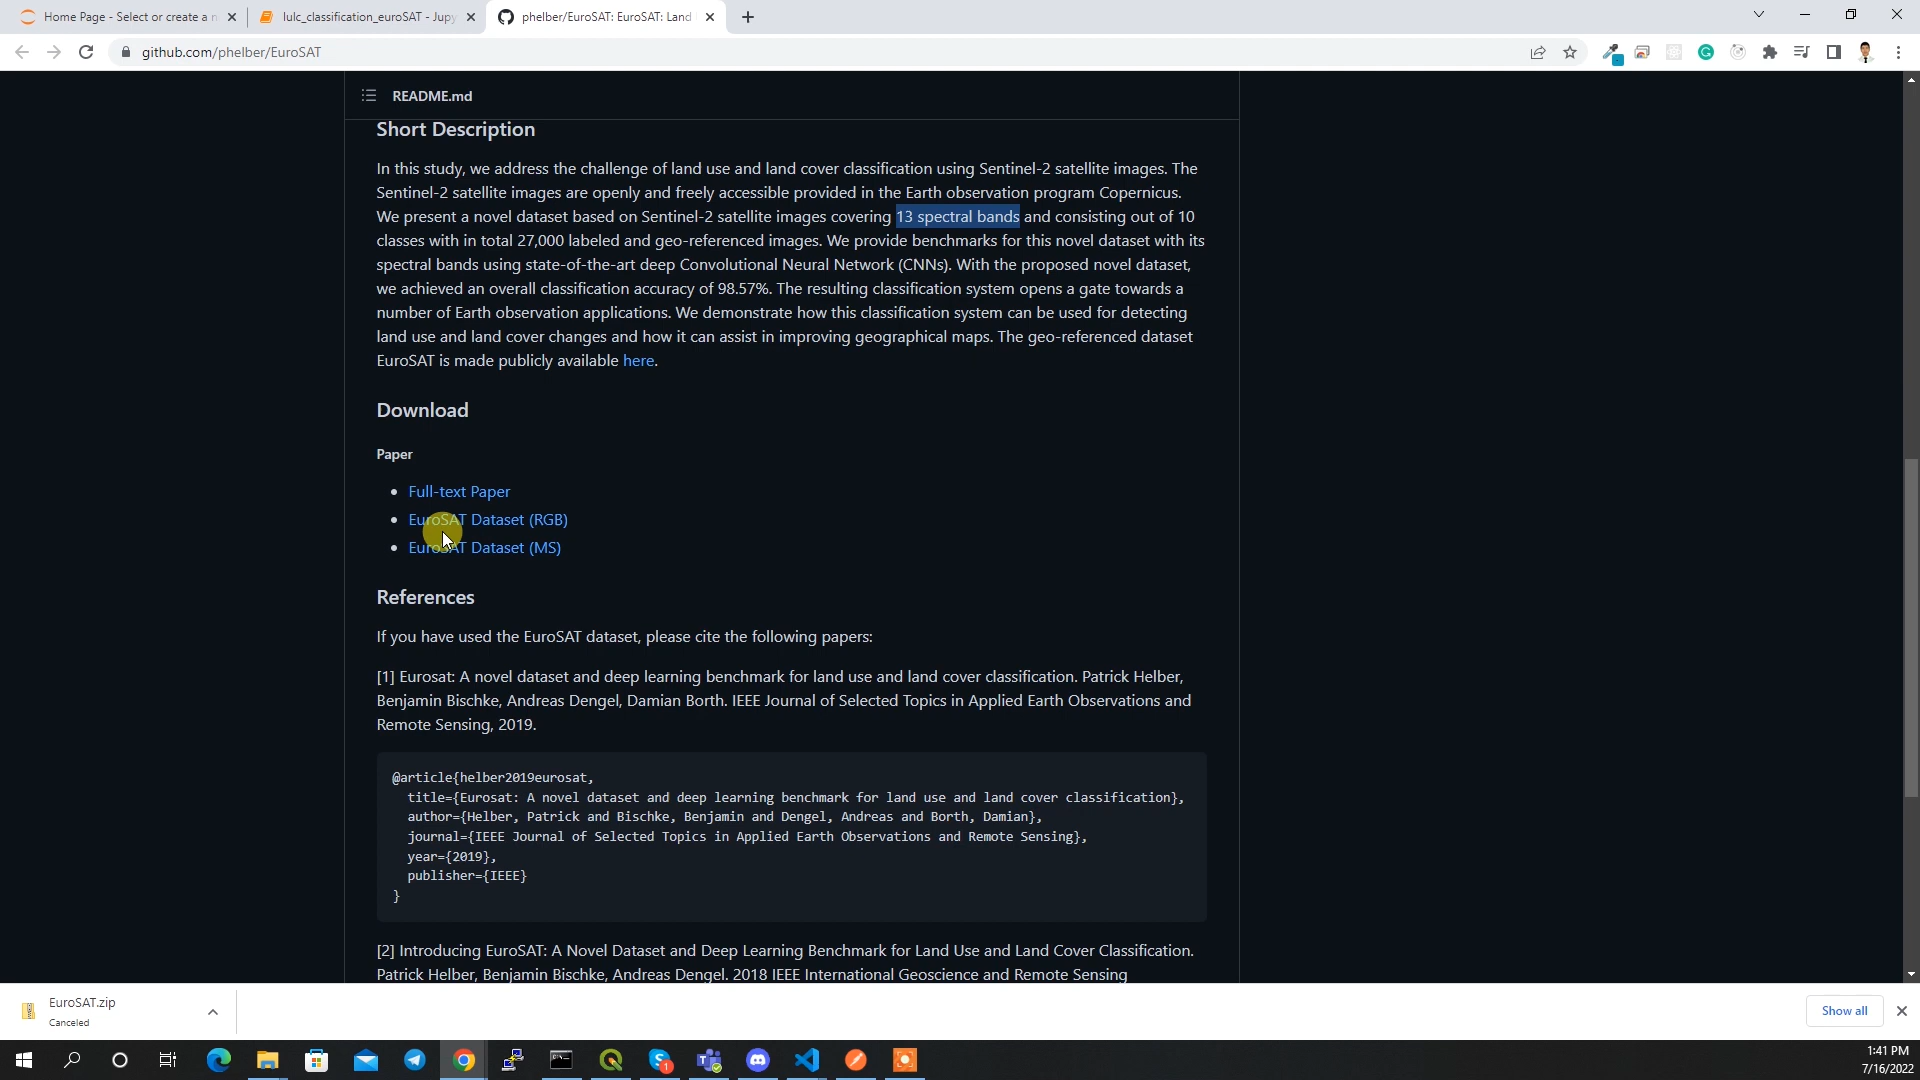 Home Page - Select or create a n
lulc_classification_euroSAT - Jupy
phelber/EuroSAT: EuroSAT: Land
github.com/phelber/EuroSAT
README.md
Short Description
In this study, we address the challenge of land use and land cover classification using Sentinel-2 satellite images. The
Sentinel-2 satellite images are openly and freely accessible provided in the Earth observation program Copernicus.
We present a novel dataset based on Sentinel-2 satellite images covering 13 spectral bands and consisting out of 10
classes with in total 27,000 labeled and geo-referenced images. We provide benchmarks for this novel dataset with its
spectral bands using state-of-the-art deep Convolutional Neural Network (CNNs). With the proposed novel dataset,
we achieved an overall classification accuracy of 98.57%. The resulting classification system opens a gate towards a
number of Earth observation applications. We demonstrate how this classification system can be used for detecting
land use and land cover changes and how it can assist in improving geographical maps. The geo-referenced dataset
EuroSAT is made publicly available here.
Download
Paper
Full-text Paper
EuroSAT Dataset (RGB)
EuroSAT Dataset (MS)
References
If you have used the EuroSAT dataset, please cite the following papers:
[1] Eurosat: A novel dataset and deep learning benchmark for land use and land cover classification. Patrick Helber,
Benjamin Bischke, Andreas Dengel, Damian Borth. IEEE Journal of Selected Topics in Applied Earth Observations and
Remote Sensing, 2019.
@article{helber2019eurosat,
title={Eurosat: A novel dataset and deep learning benchmark for land use and land cover classification},
author={Helber, Patrick and Bischke, Benjamin and Dengel, Andreas and Borth, Damian},
journal={IEEE Journal of Selected Topics in Applied Earth Observations and Remote Sensing},
year={2019},
publisher={IEEE}
}
[2] Introducing EuroSAT: A Novel Dataset and Deep Learning Benchmark for Land Use and Land Cover Classification.
Patrick Helber, Benjamin Bischke, Andreas Dengel. 2018 IEEE International Geoscience and Remote Sensing
EuroSAT.zip
Canceled
Show all
1:41 PM
7/16/2022